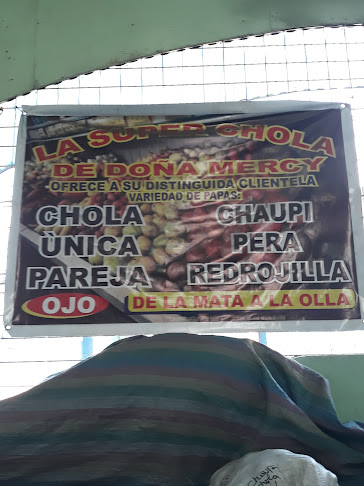 LA SUPER CHOLA
DE DOÑA MERCY
OFRECE A SU DISTINGUIDA CLIENTELA
VARIEDAD DE PAPAS:
CHOLA
ÙNICA
PAREJA
CHAUPI
PERA
REDROJILLA
OJO
DE LA MATA A LA OLLA